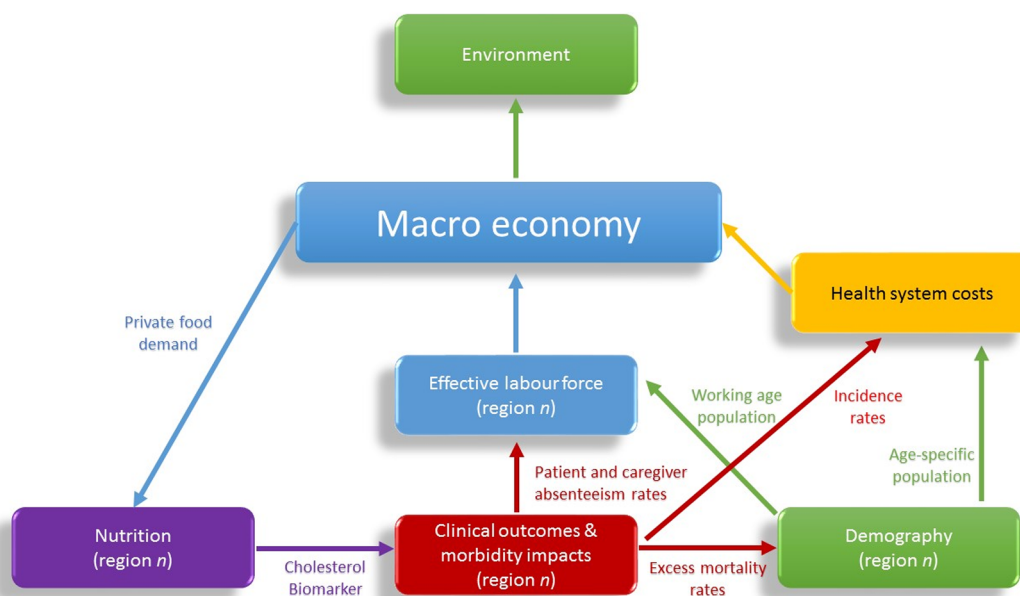 Environment
Macro economy
Health system costs
Private food
demand
Effective labour force
(region n)
Working age
population
Incidence
rates
Age-specific
population
Patient and caregiver
absenteeism rates
Nutrition
(region n)
Cholesterol
Biomarker
Clinical outcomes &
morbidity impacts
(region n)
Excess mortality
rates
Demography
(region n)